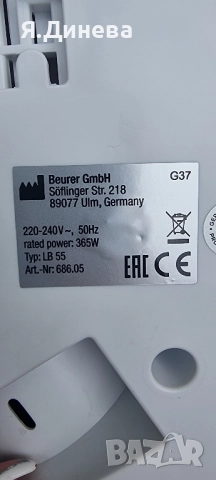 Я.Динева
Beurer GmbH
Söflinger Str. 218
89077 Ulm, Germany
G37
220-240V~, 50Hz
rated power: 365W
Typ: LB 55
Art.-Nr: 686.05
EAC CE
BAZAR